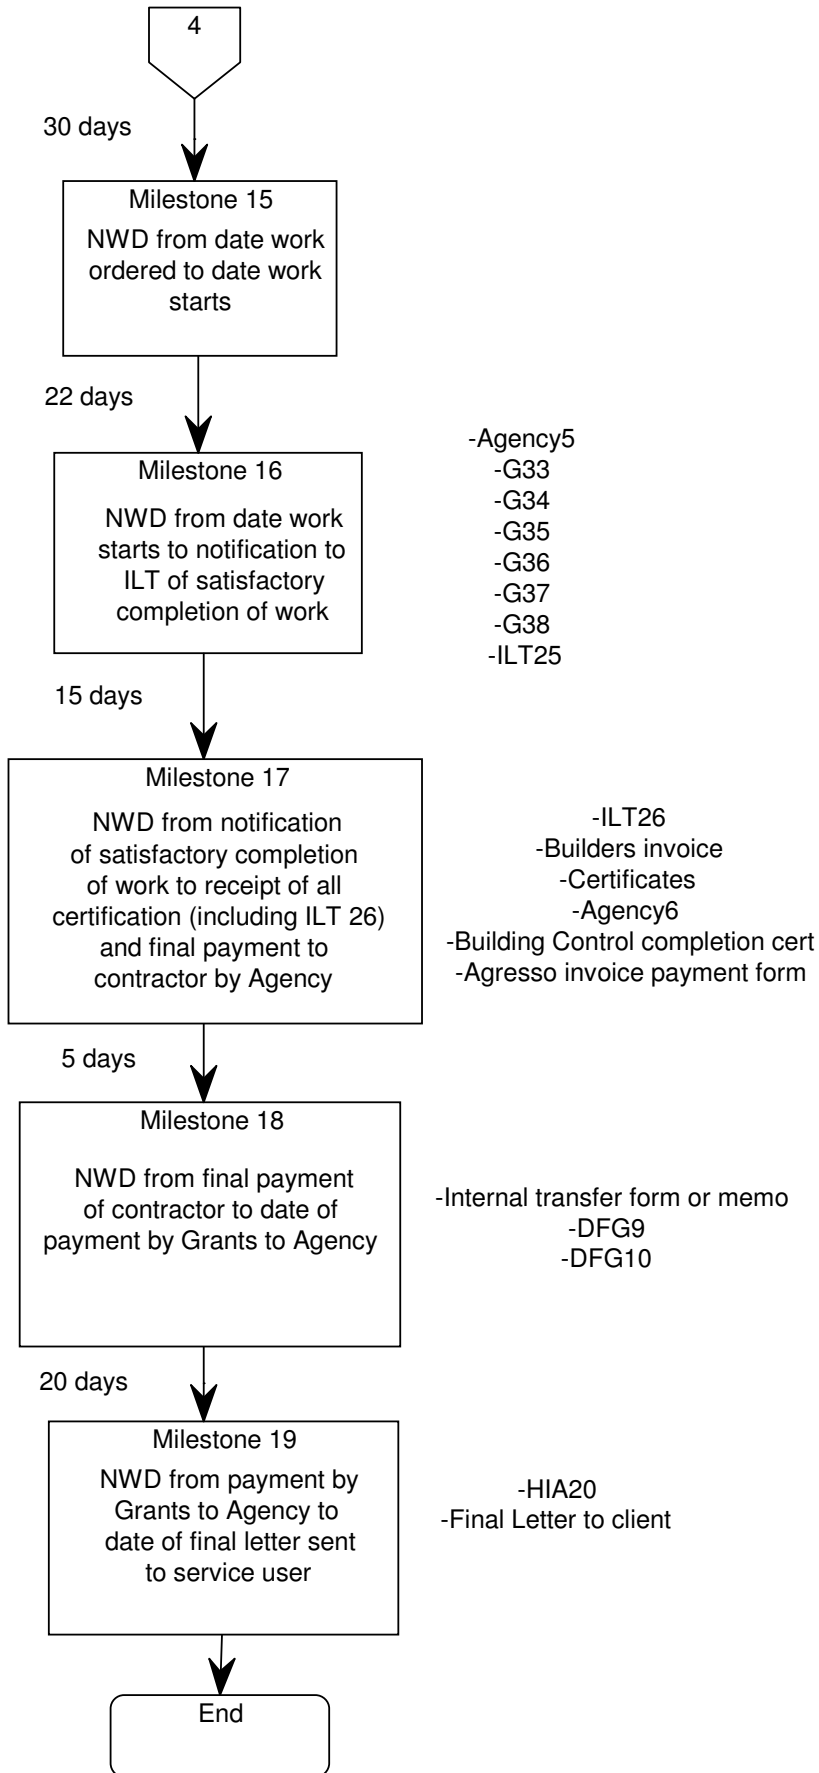 4
30 days
Milestone 15
NWD from date work
ordered to date work
starts
22 days
Milestone 16
NWD from date work
starts to notification to
ILT of satisfactory
completion of work
-Agency5
-G33
-G34
-G35
-G36
-G37
-G38
-ILT25
15 days
Milestone 17
NWD from notification
of satisfactory completion
of work to receipt of all
certification (including ILT 26)
and final payment to
contractor by Agency
-ILT26
-Builders invoice
-Certificates
-Agency6
-Building Control completion cert
-Agresso invoice payment form
5 days
Milestone 18
NWD from final payment
of contractor to date of
payment by Grants to Agency
-Internal transfer form or memo
-DFG9
-DFG10
20 days
Milestone 19
NWD from payment by
Grants to Agency to
date of final letter sent
to service user
-HIA20
-Final Letter to client
End